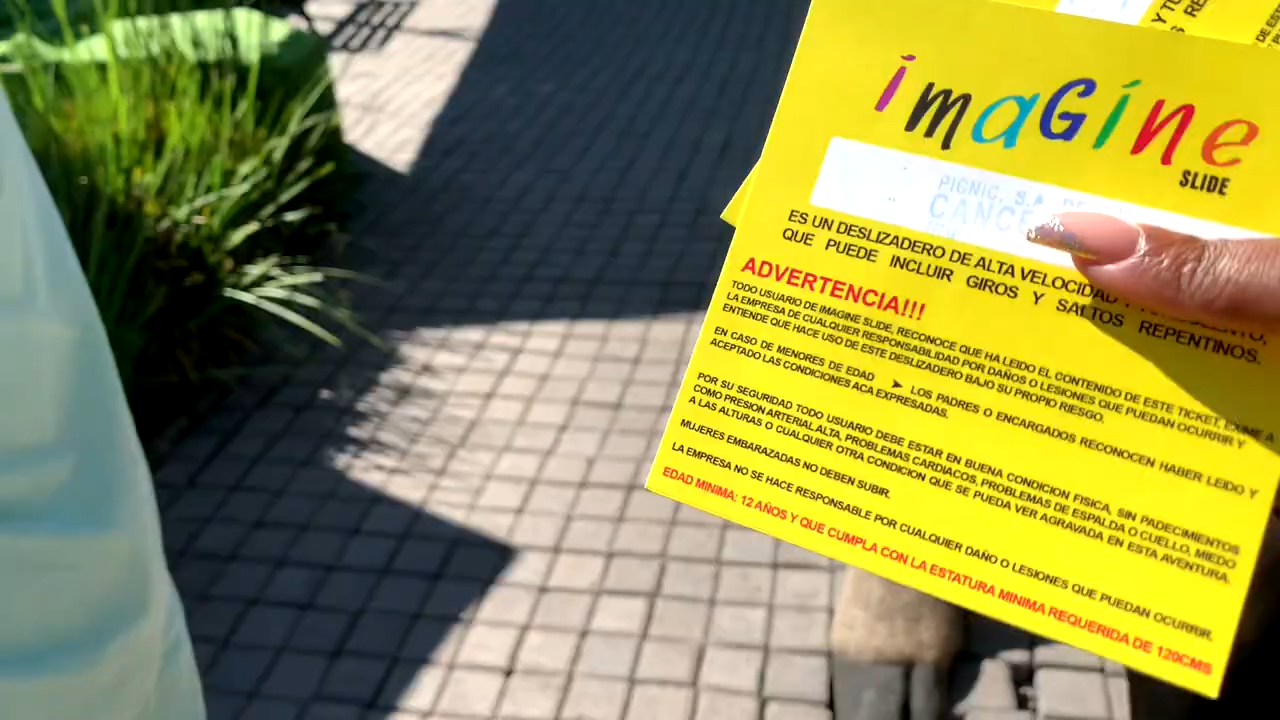 imaGine
SLIDE
PICNIC, S.A. DE
ES UN DESLIZADERO DE ALTA VELOCIDAD
QUE PUEDE INCLUIR GIROS Y SALTOS REPENTINOS.
ADVERTENCIA!!!
TODO USUARIO DE IMAGINE SLIDE, RECONOCE QUE HA LEIDO EL CONTENIDO DE ESTE TICKET, EXIME A
LA EMPRESA DE CUALQUIER RESPONSABILIDAD POR DAÑOS O LESIONES QUE PUEDAN OCURRIR Y
ENTIENDE QUE HACE USO DE ESTE DESLIZADERO BAJO SU PROPIO RIESGO.
EN CASO DE MENORES DE EDAD ➤ LOS PADRES O ENCARGADOS RECONOCEN HABER LEIDO Y
ACEPTADO LAS CONDICIONES ACA EXPRESADAS.
POR SU SEGURIDAD TODO USUARIO DEBE ESTAR EN BUENA CONDICION FISICA, SIN PADECIMIENTOS
COMO PRESION ARTERIAL ALTA, PROBLEMAS CARDIACOS, PROBLEMAS DE ESPALDA O CUELLO, MIEDO
A LAS ALTURAS O CUALQUIER OTRA CONDICION QUE SE PUEDA VER AGRAVADA EN ESTA AVENTURA.
MUJERES EMBARAZADAS NO DEBEN SUBIR.
LA EMPRESA NO SE HACE RESPONSABLE POR CUALQUIER DAÑO O LESIONES QUE PUEDAN OCURRIR.
EDAD MINIMA: 12 AÑOS Y QUE CUMPLA CON LA ESTATURA MINIMA REQUERIDA DE 120CMS